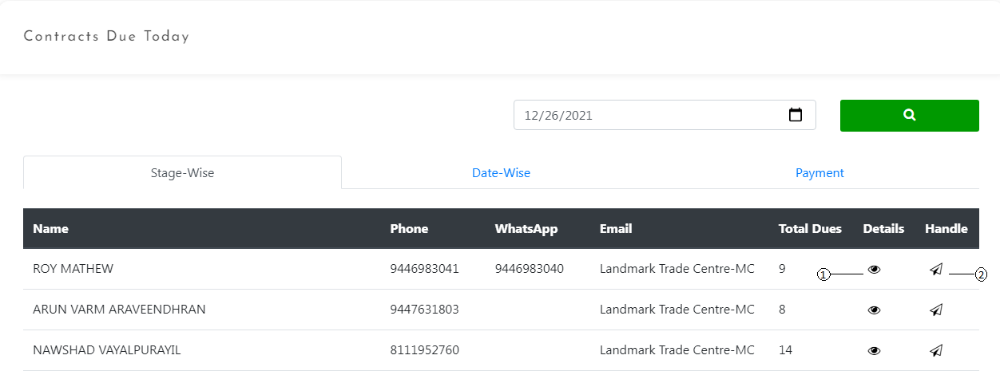 Contracts Due Today
12/26/2021
Stage-Wise Date-Wise Payment
Name Phone WhatsApp Email Total Dues Details Handle
ROY MATHEW 9446983041 9446983040 Landmark Trade Centre-MC 9 1 2
ARUN VARM ARAVEENDHRAN 9447631803 Landmark Trade Centre-MC 8
NAWSHAD VAYALPURAYIL 8111952760 Landmark Trade Centre-MC 14